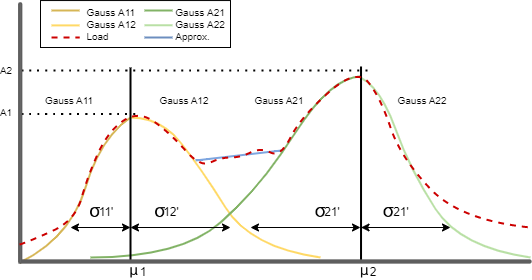 Gauss A11 Gauss A21
Gauss A12 Gauss A22
Load Approx.
A2
Gauss A11 Gauss A12 Gauss A21 Gauss A22
A1
σ11' σ12' σ21' σ21'
μ1 μ2